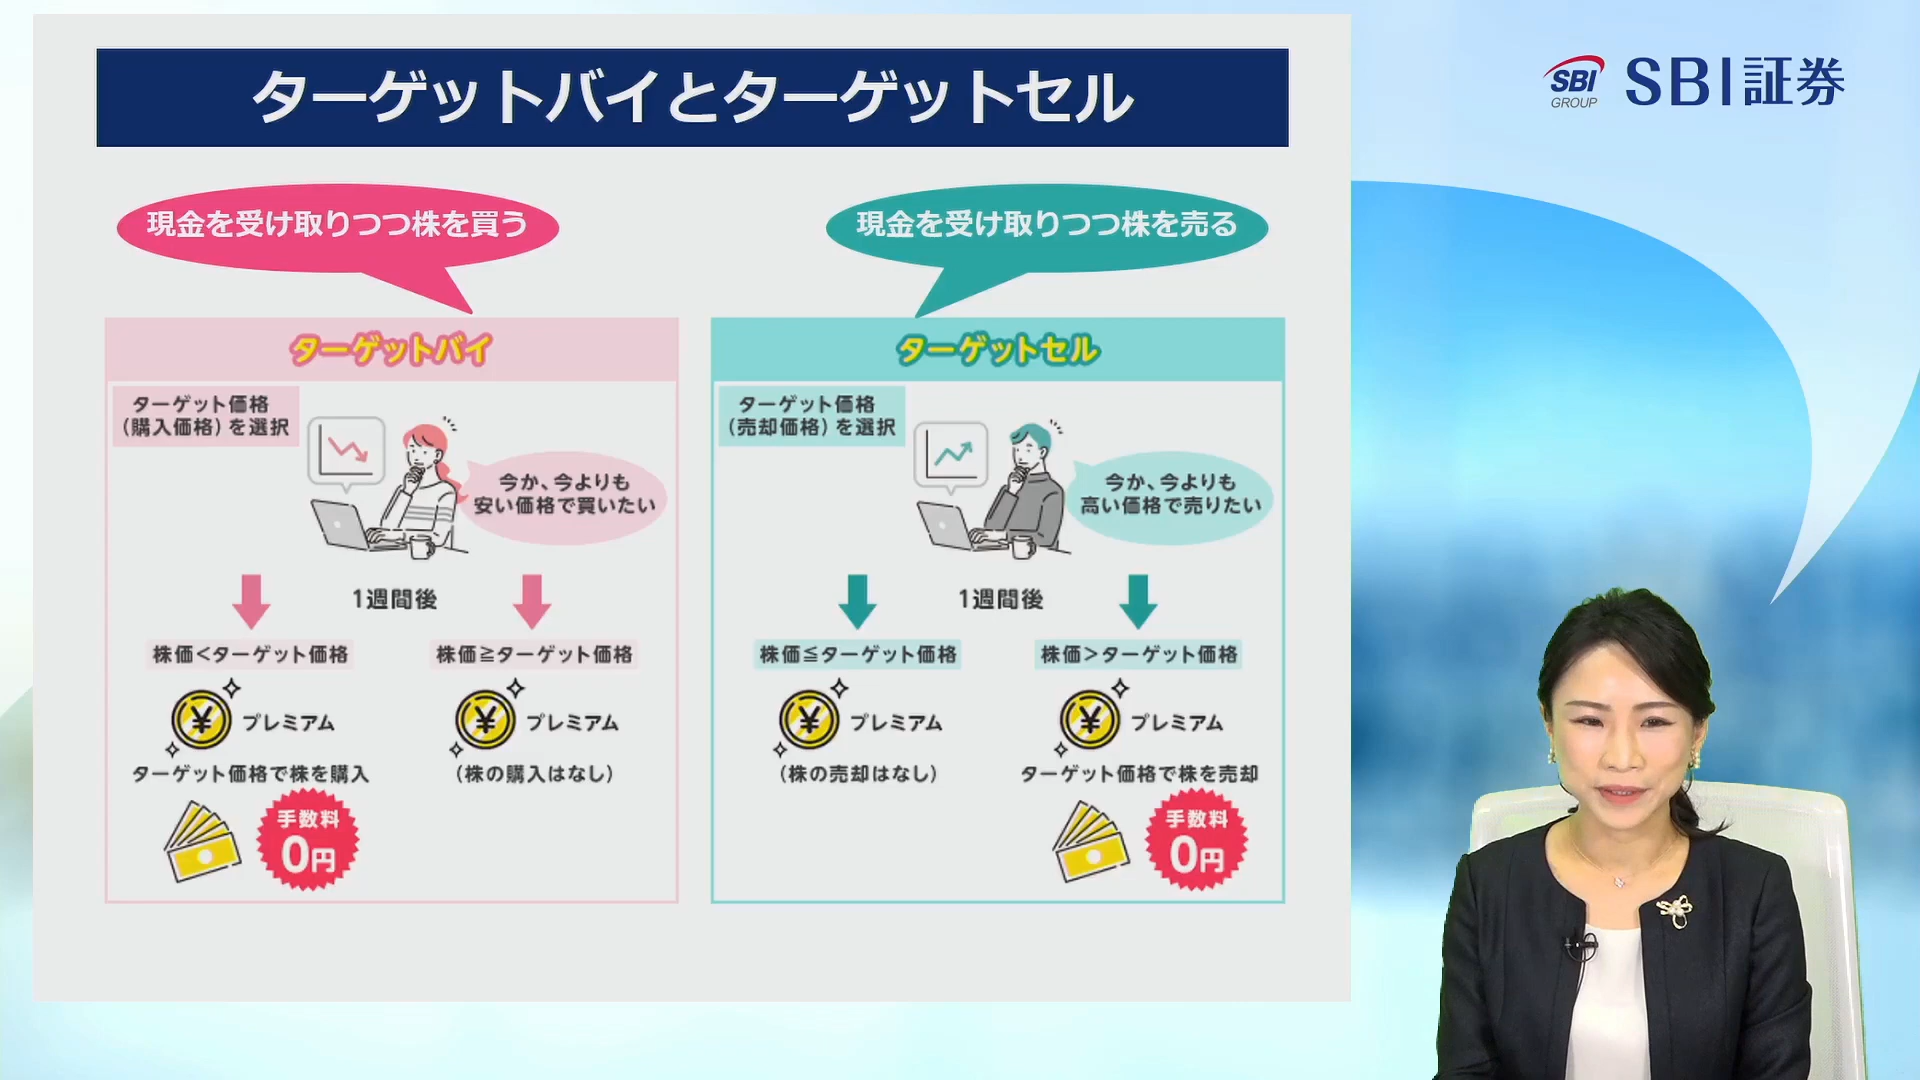 ターゲットバイとターゲットセル
SBI
GROUP
SBI証券
現金を受け取りつつ株を買う
現金を受け取りつつ株を売る
ターゲットバイ
ターゲット価格
(購入価格)を選択
今か、今よりも
安い価格で買いたい
1週間後
株価<ターゲット価格
株価≧ターゲット価格
¥ プレミアム
¥ プレミアム
ターゲット価格で株を購入
(株の購入はなし)
手数料
0円
ターゲットセル
ターゲット価格
(売却価格)を選択
今か、今よりも
高い価格で売りたい
1週間後
株価≦ターゲット価格
株価>ターゲット価格
¥ プレミアム
¥ プレミアム
(株の売却はなし)
ターゲット価格で株を売却
手数料
0円